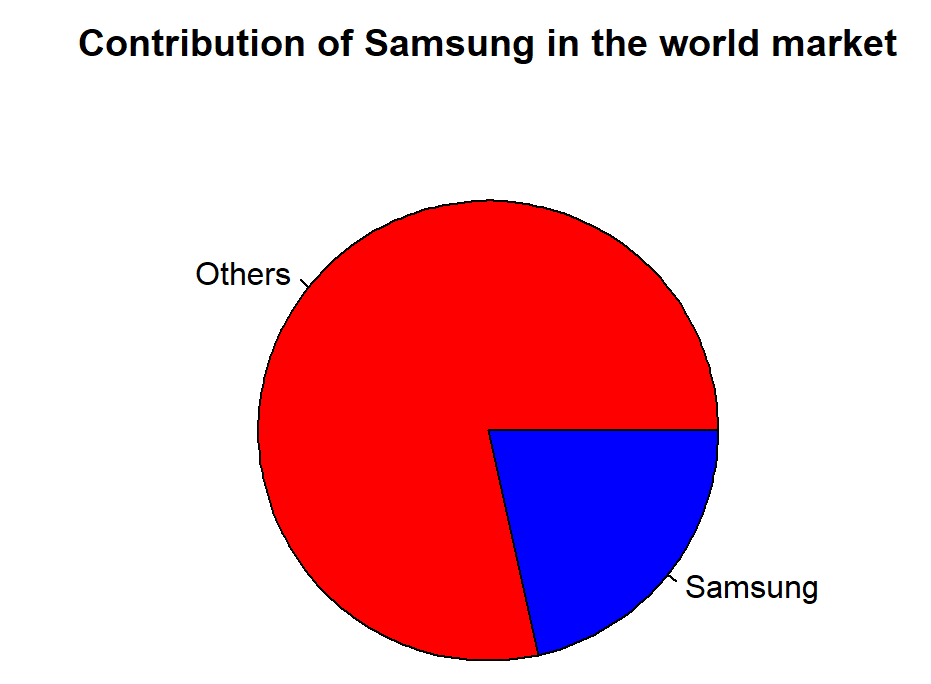 Contribution of Samsung in the world market
Others
Samsung